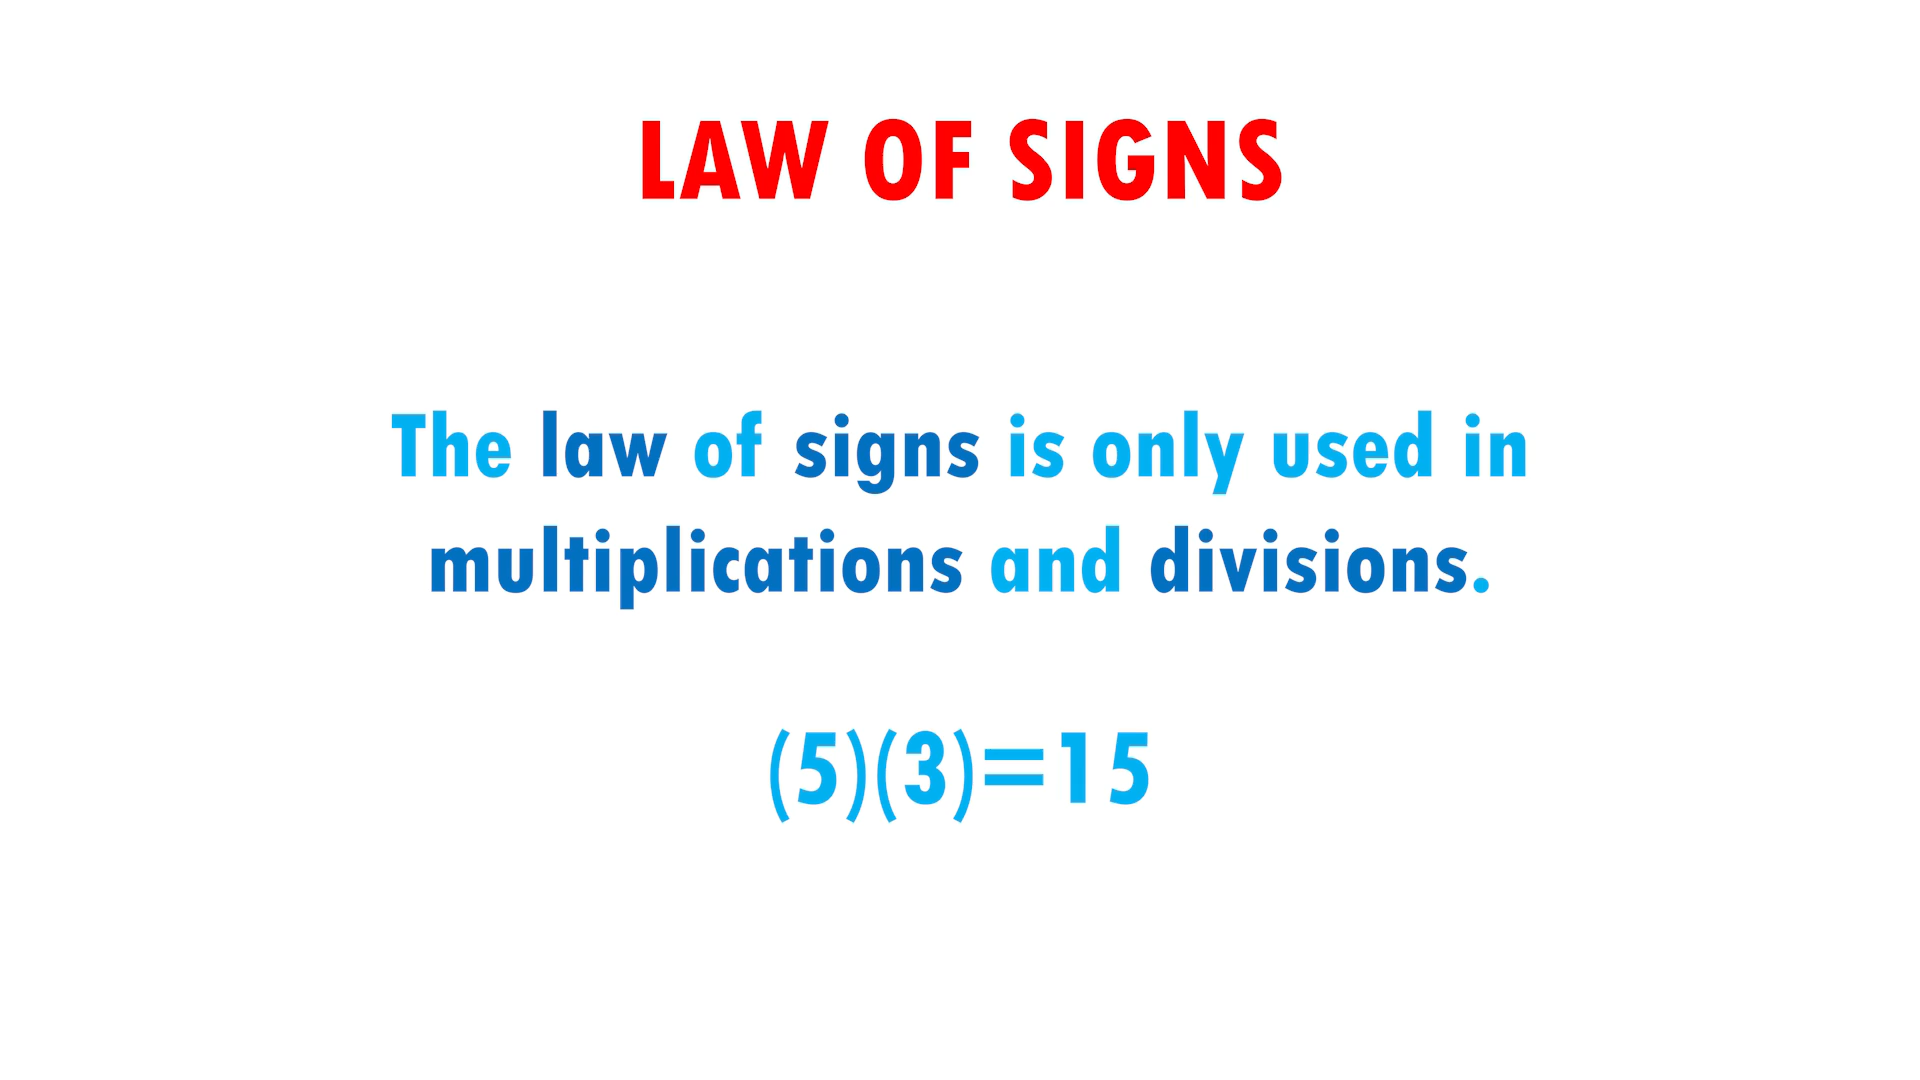 LAW OF SIGNS
The law of signs is only used in
multiplications and divisions.
(5)(3)=15